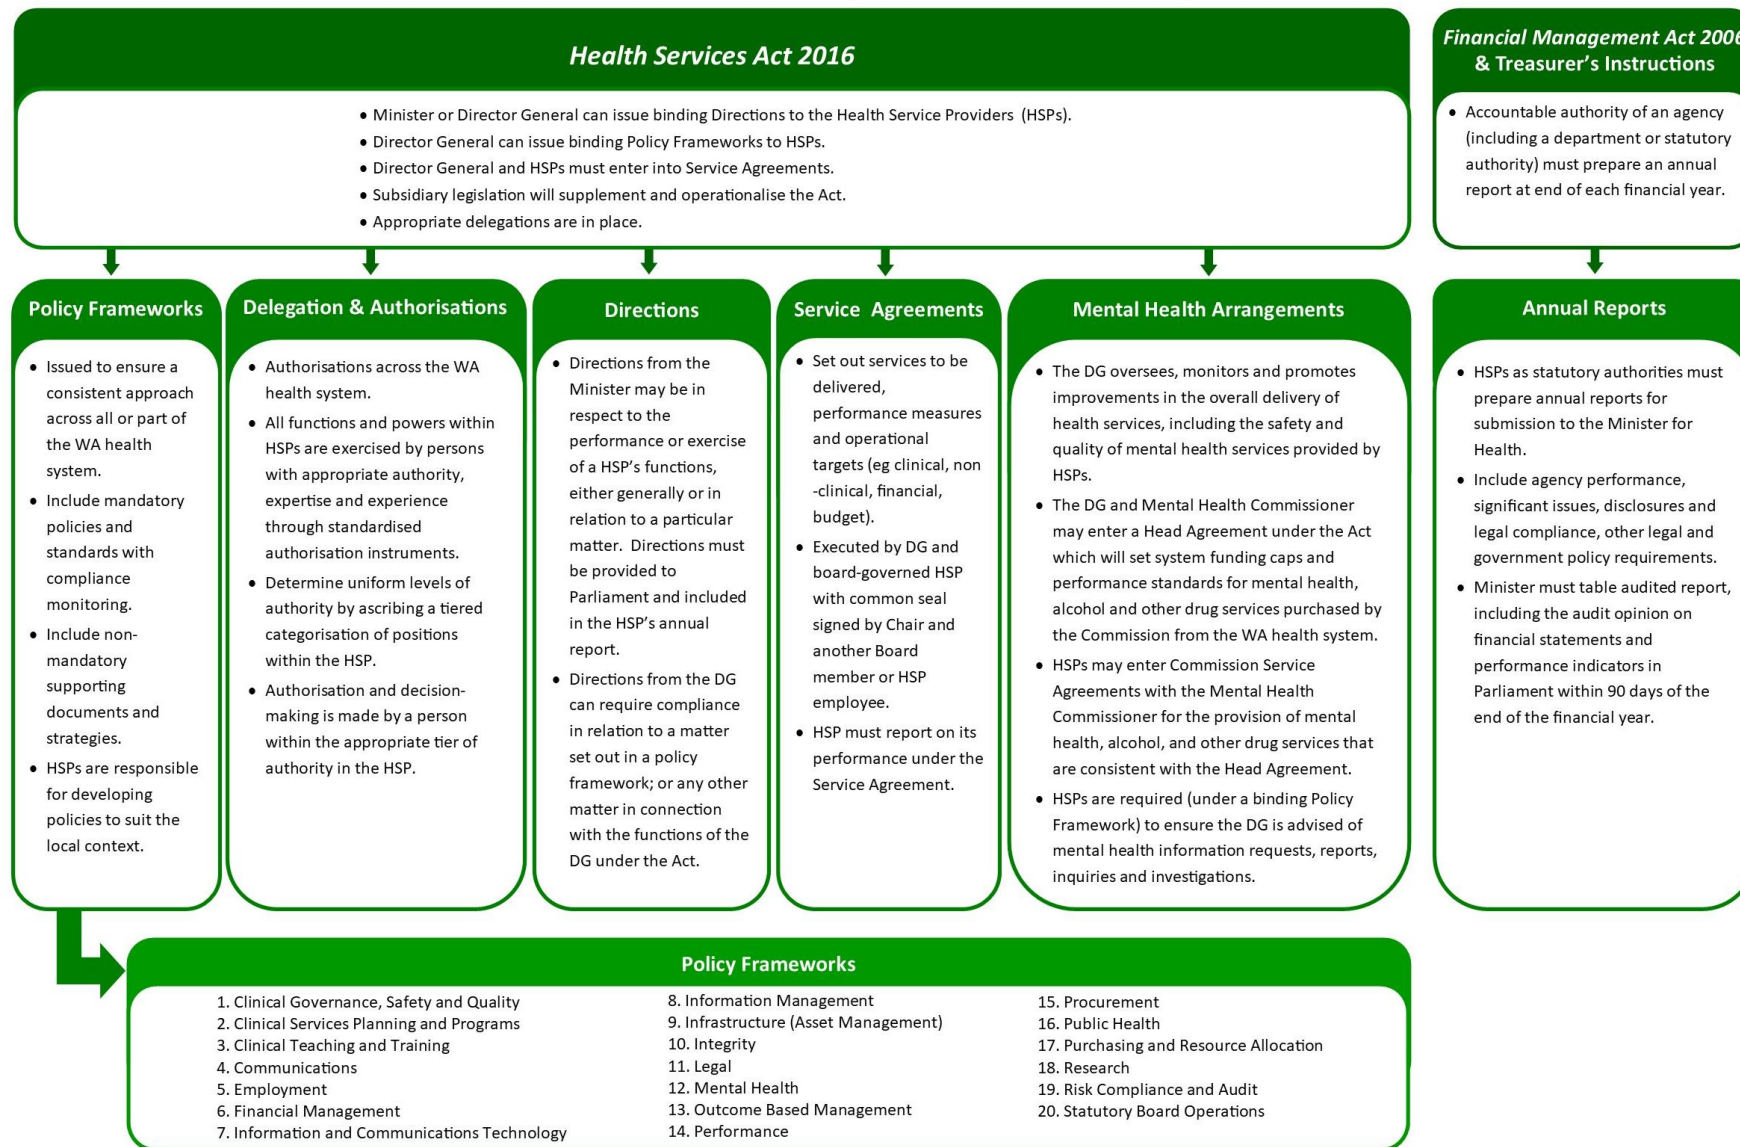 Health Services Act 2016
• Minister or Director General can issue binding Directions to the Health Service Providers (HSPs).
• Director General can issue binding Policy Frameworks to HSPs.
• Director General and HSPs must enter into Service Agreements.
• Subsidiary legislation will supplement and operationalise the Act.
• Appropriate delegations are in place.
Financial Management Act 2006
& Treasurer's Instructions
• Accountable authority of an agency
(including a department or statutory
authority) must prepare an annual
report at end of each financial year.
Policy Frameworks
• Issued to ensure a
consistent approach
across all or part of
the WA health
system.
• Include mandatory
policies and
standards with
compliance
monitoring.
• Include non-
mandatory
supporting
documents and
strategies.
• HSPs are responsible
for developing
policies to suit the
local context.
Delegation & Authorisations
• Authorisations across the WA
health system.
• All functions and powers within
HSPs are exercised by persons
with appropriate authority,
expertise and experience
through standardised
authorisation instruments.
• Determine uniform levels of
authority by ascribing a tiered
categorisation of positions
within the HSP.
• Authorisation and decision-
making is made by a person
within the appropriate tier of
authority in the HSP.
Directions
• Directions from the
Minister may be in
respect to the
performance or exercise
of a HSP's functions,
either generally or in
relation to a particular
matter. Directions must
be provided to
Parliament and included
in the HSP's annual
report.
• Directions from the DG
can require compliance
in relation to a matter
set out in a policy
framework; or any other
matter in connection
with the functions of the
DG under the Act.
Service Agreements
• Set out services to be
delivered,
performance measures
and operational
targets (eg clinical, non
-clinical, financial,
budget).
• Executed by DG and
board-governed HSP
with common seal
signed by Chair and
another Board
member or HSP
employee.
• HSP must report on its
performance under the
Service Agreement.
Mental Health Arrangements
• The DG oversees, monitors and promotes
improvements in the overall delivery of
health services, including the safety and
quality of mental health services provided by
HSPs.
• The DG and Mental Health Commissioner
may enter a Head Agreement under the Act
which will set system funding caps and
performance standards for mental health,
alcohol and other drug services purchased by
the Commission from the WA health system.
• HSPs may enter Commission Service
Agreements with the Mental Health
Commissioner for the provision of mental
health, alcohol, and other drug services that
are consistent with the Head Agreement.
• HSPs are required (under a binding Policy
Framework) to ensure the DG is advised of
mental health information requests, reports,
inquiries and investigations.
Annual Reports
• HSPs as statutory authorities must
prepare annual reports for
submission to the Minister for
Health.
• Include agency performance,
significant issues, disclosures and
legal compliance, other legal and
government policy requirements.
• Minister must table audited report,
including the audit opinion on
financial statements and
performance indicators in
Parliament within 90 days of the
end of the financial year.
Policy Frameworks
1. Clinical Governance, Safety and Quality
2. Clinical Services Planning and Programs
3. Clinical Teaching and Training
4. Communications
5. Employment
6. Financial Management
7. Information and Communications Technology
8. Information Management
9. Infrastructure (Asset Management)
10. Integrity
11. Legal
12. Mental Health
13. Outcome Based Management
14. Performance
15. Procurement
16. Public Health
17. Purchasing and Resource Allocation
18. Research
19. Risk Compliance and Audit
20. Statutory Board Operations